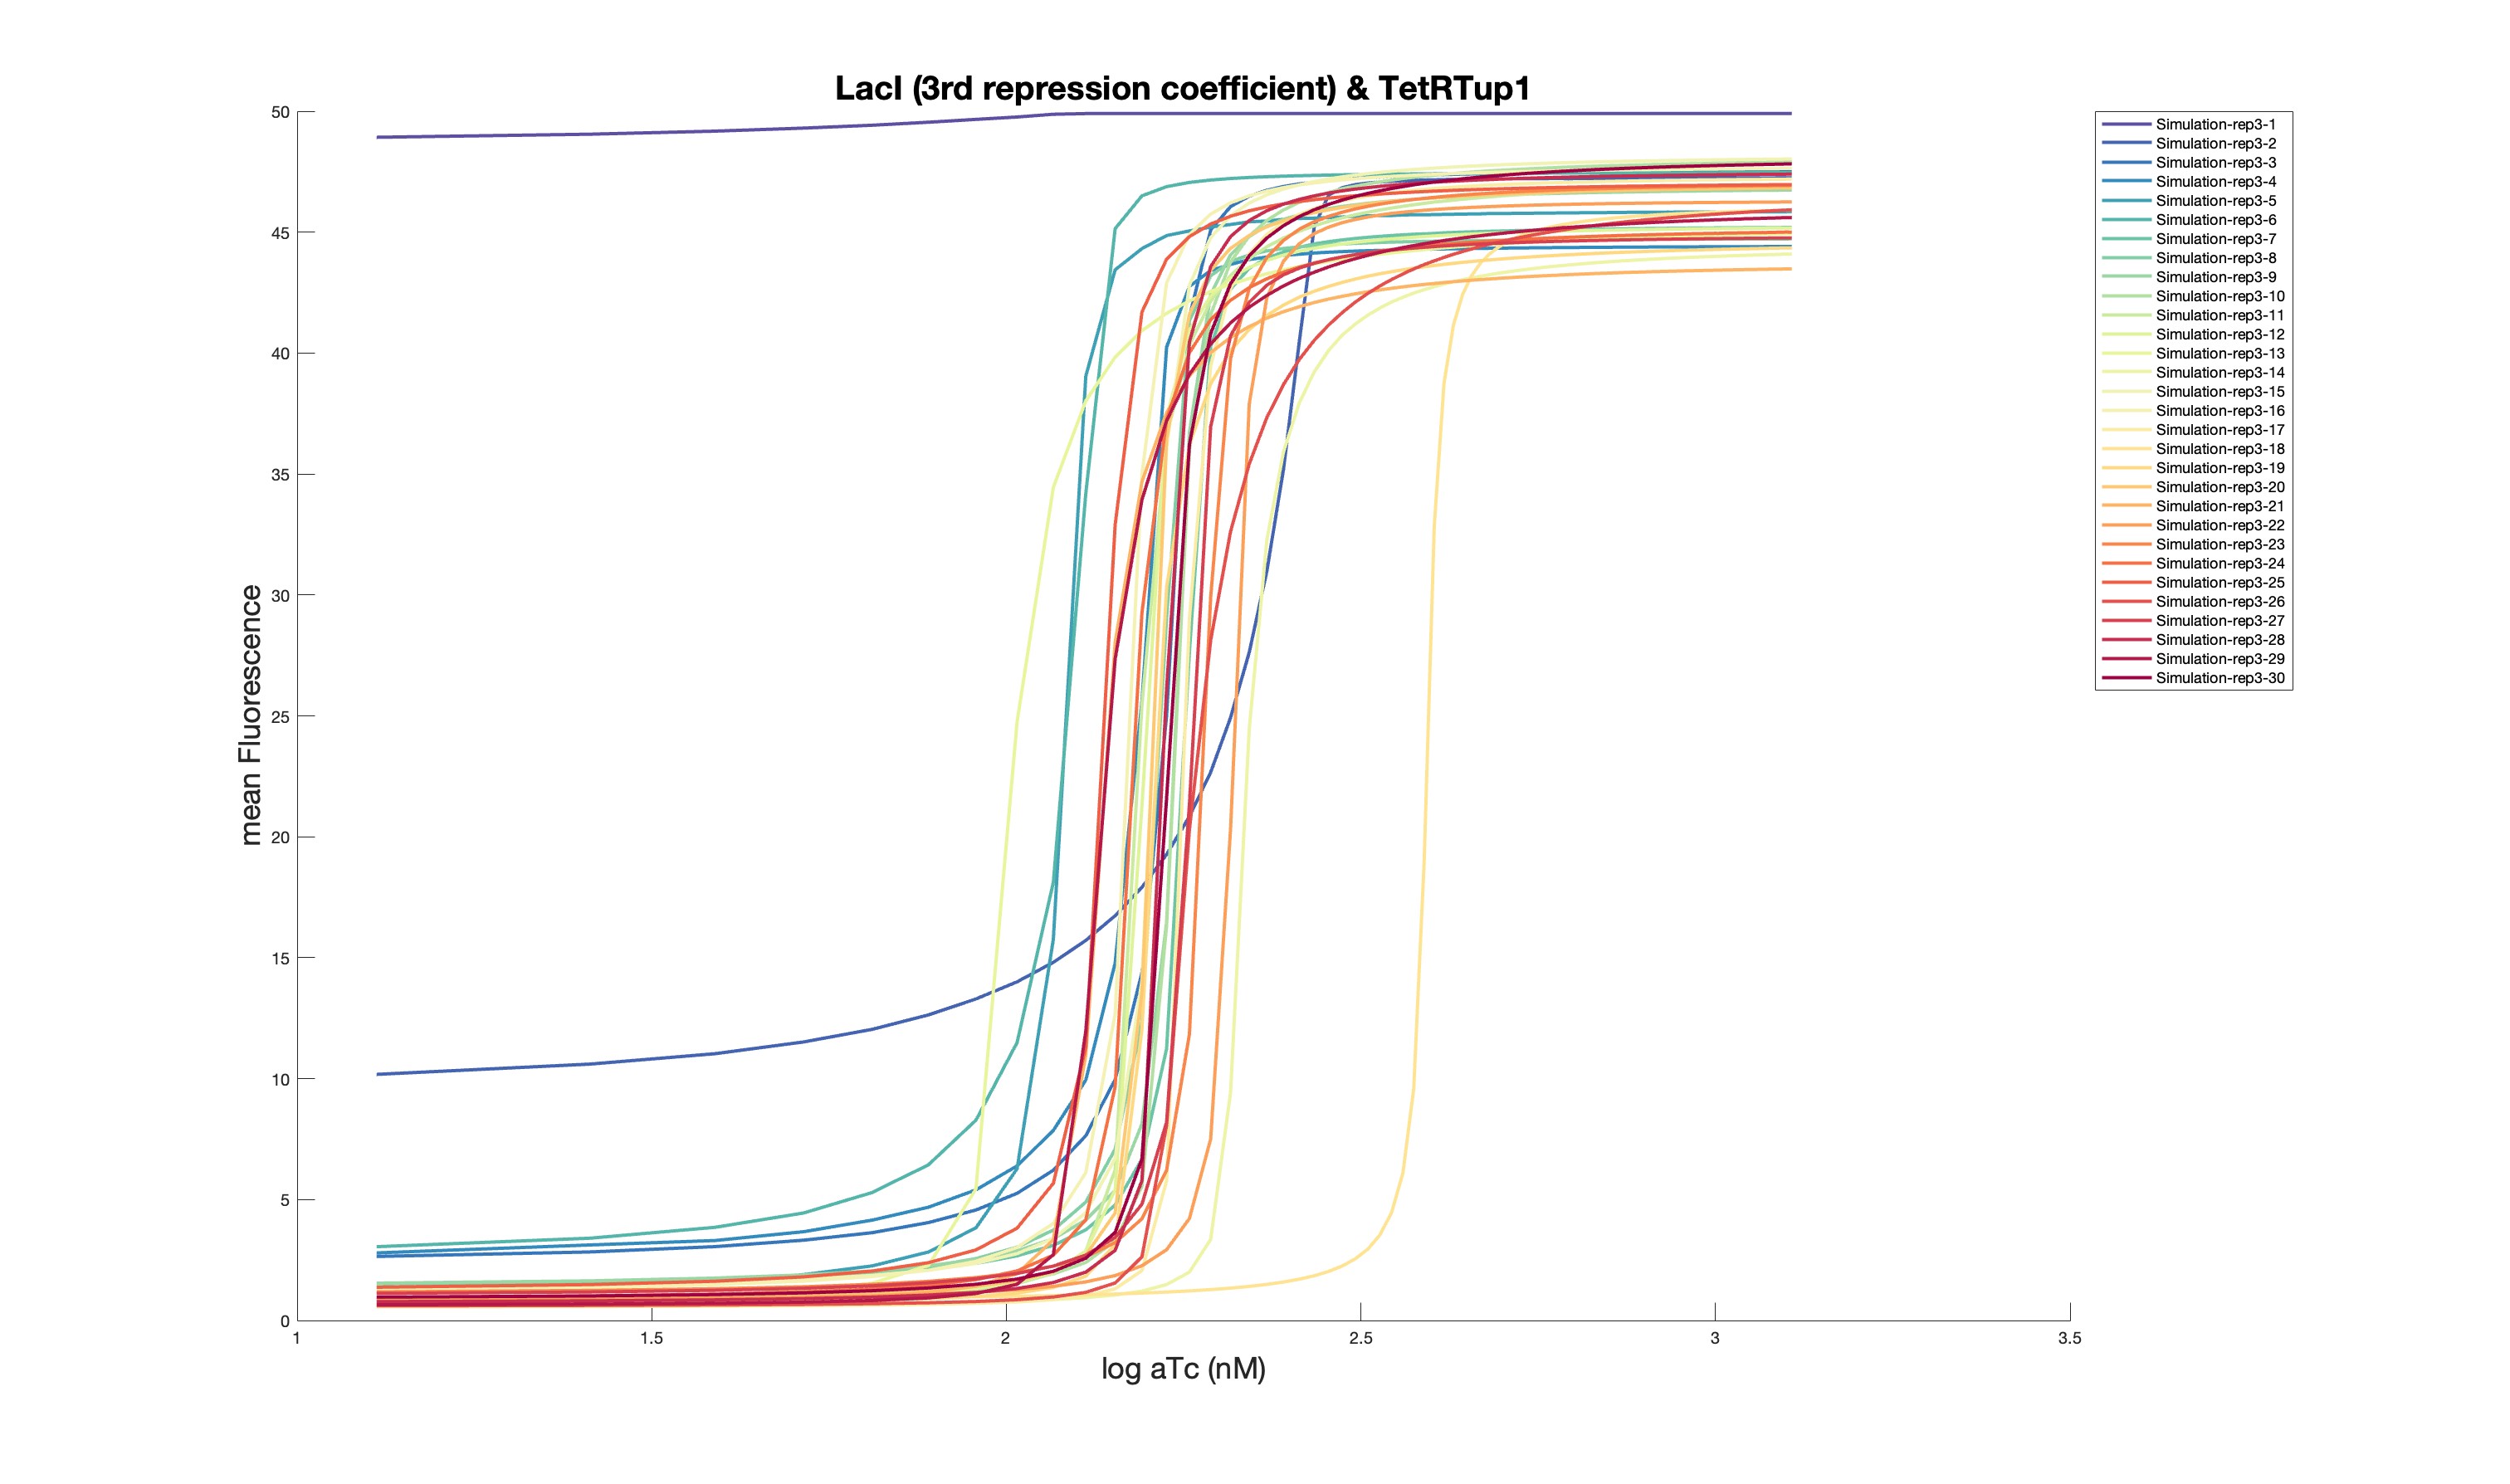 LacI (3rd repression coefficient) & TetRTup1
50
45
40
35
30
25
20
15
10
5
0
mean Fluorescence
1
1.5
2
2.5
3
3.5
log aTc (nM)
Simulation-rep3-1
Simulation-rep3-2
Simulation-rep3-3
Simulation-rep3-4
Simulation-rep3-5
Simulation-rep3-6
Simulation-rep3-7
Simulation-rep3-8
Simulation-rep3-9
Simulation-rep3-10
Simulation-rep3-11
Simulation-rep3-12
Simulation-rep3-13
Simulation-rep3-14
Simulation-rep3-15
Simulation-rep3-16
Simulation-rep3-17
Simulation-rep3-18
Simulation-rep3-19
Simulation-rep3-20
Simulation-rep3-21
Simulation-rep3-22
Simulation-rep3-23
Simulation-rep3-24
Simulation-rep3-25
Simulation-rep3-26
Simulation-rep3-27
Simulation-rep3-28
Simulation-rep3-29
Simulation-rep3-30